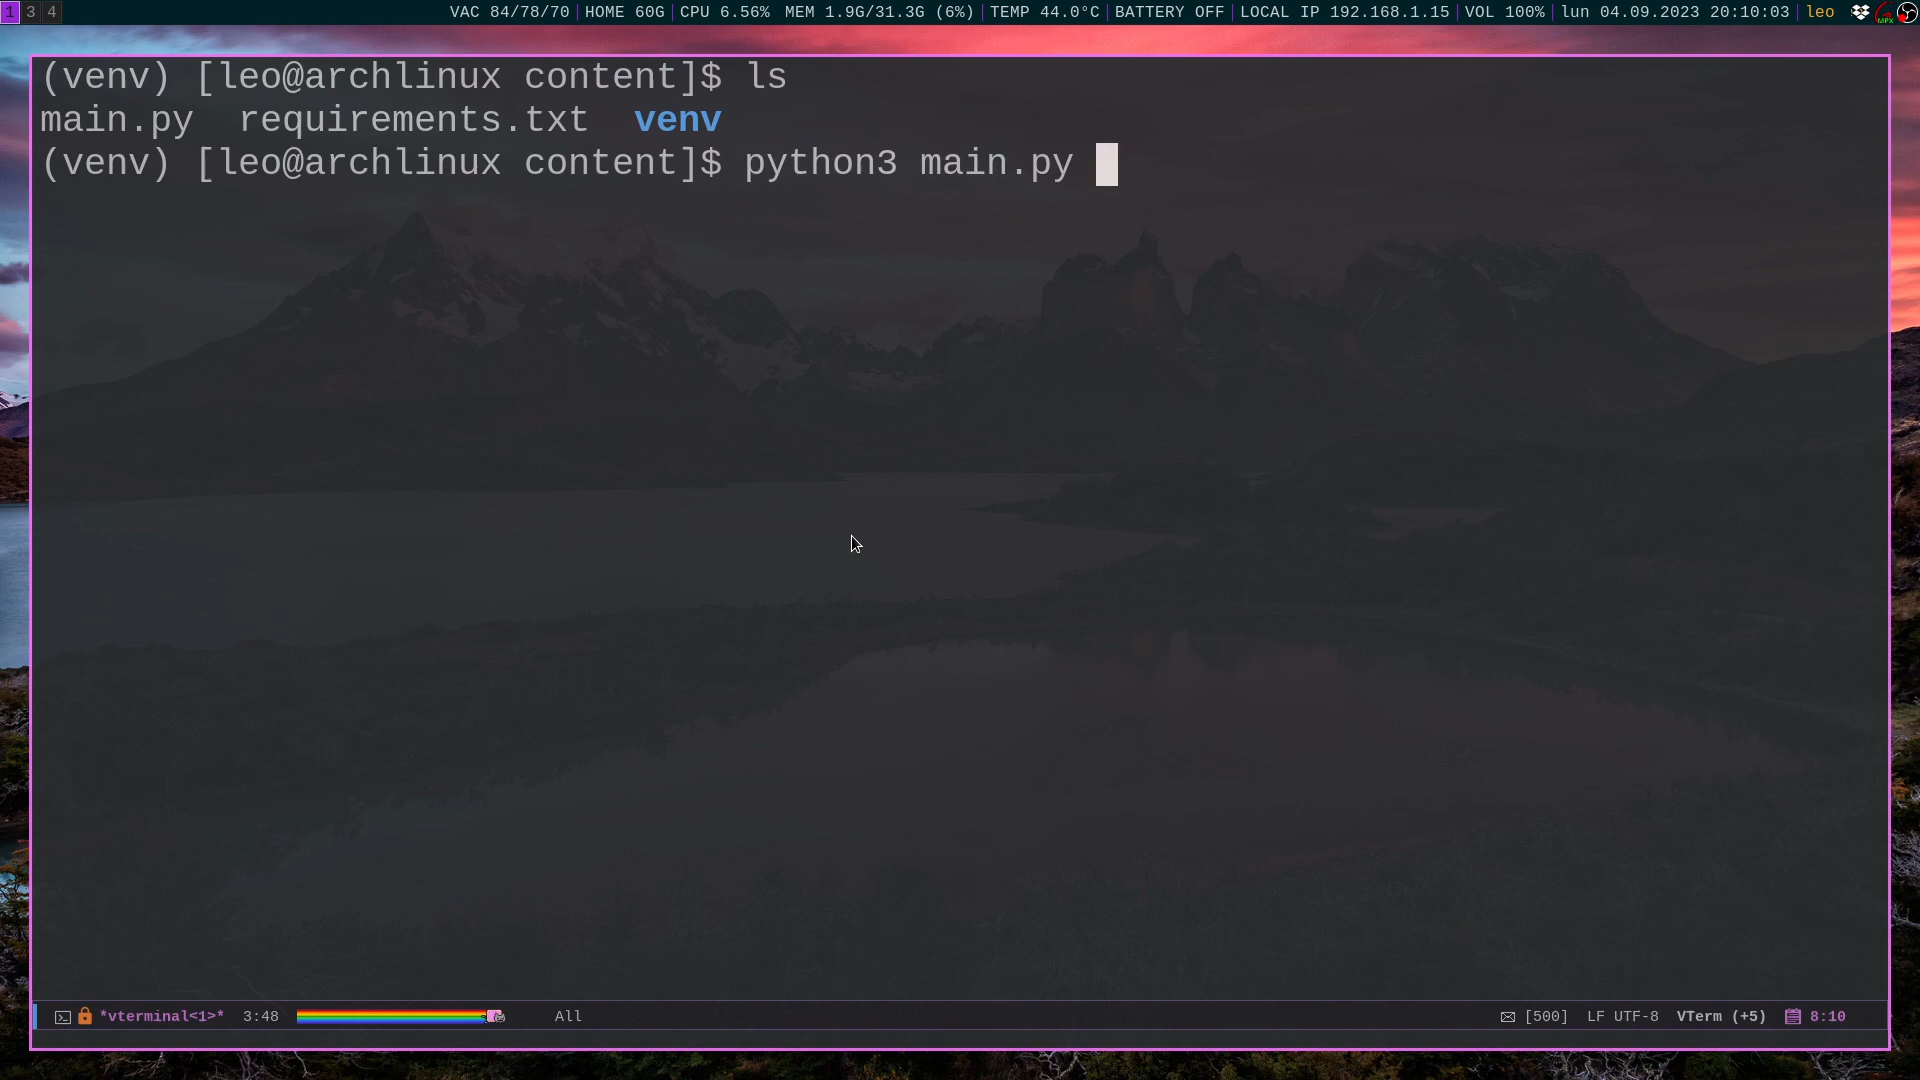 1 3 4 VAC 84/78/70 HOME 60G CPU 6.56% MEM 1.9G/31.3G (6%) TEMP 44.0°C BATTERY OFF LOCAL IP 192.168.1.15 VOL 100% lun 04.09.2023 20:10:03 leo MPX
(venv) [leo@archlinux content]$ ls
main.py requirements.txt venv
(venv) [leo@archlinux content]$ python3 main.py
*vterminal<1>* 3:48 All [500] LF UTF-8 VTerm (+5) 8:10